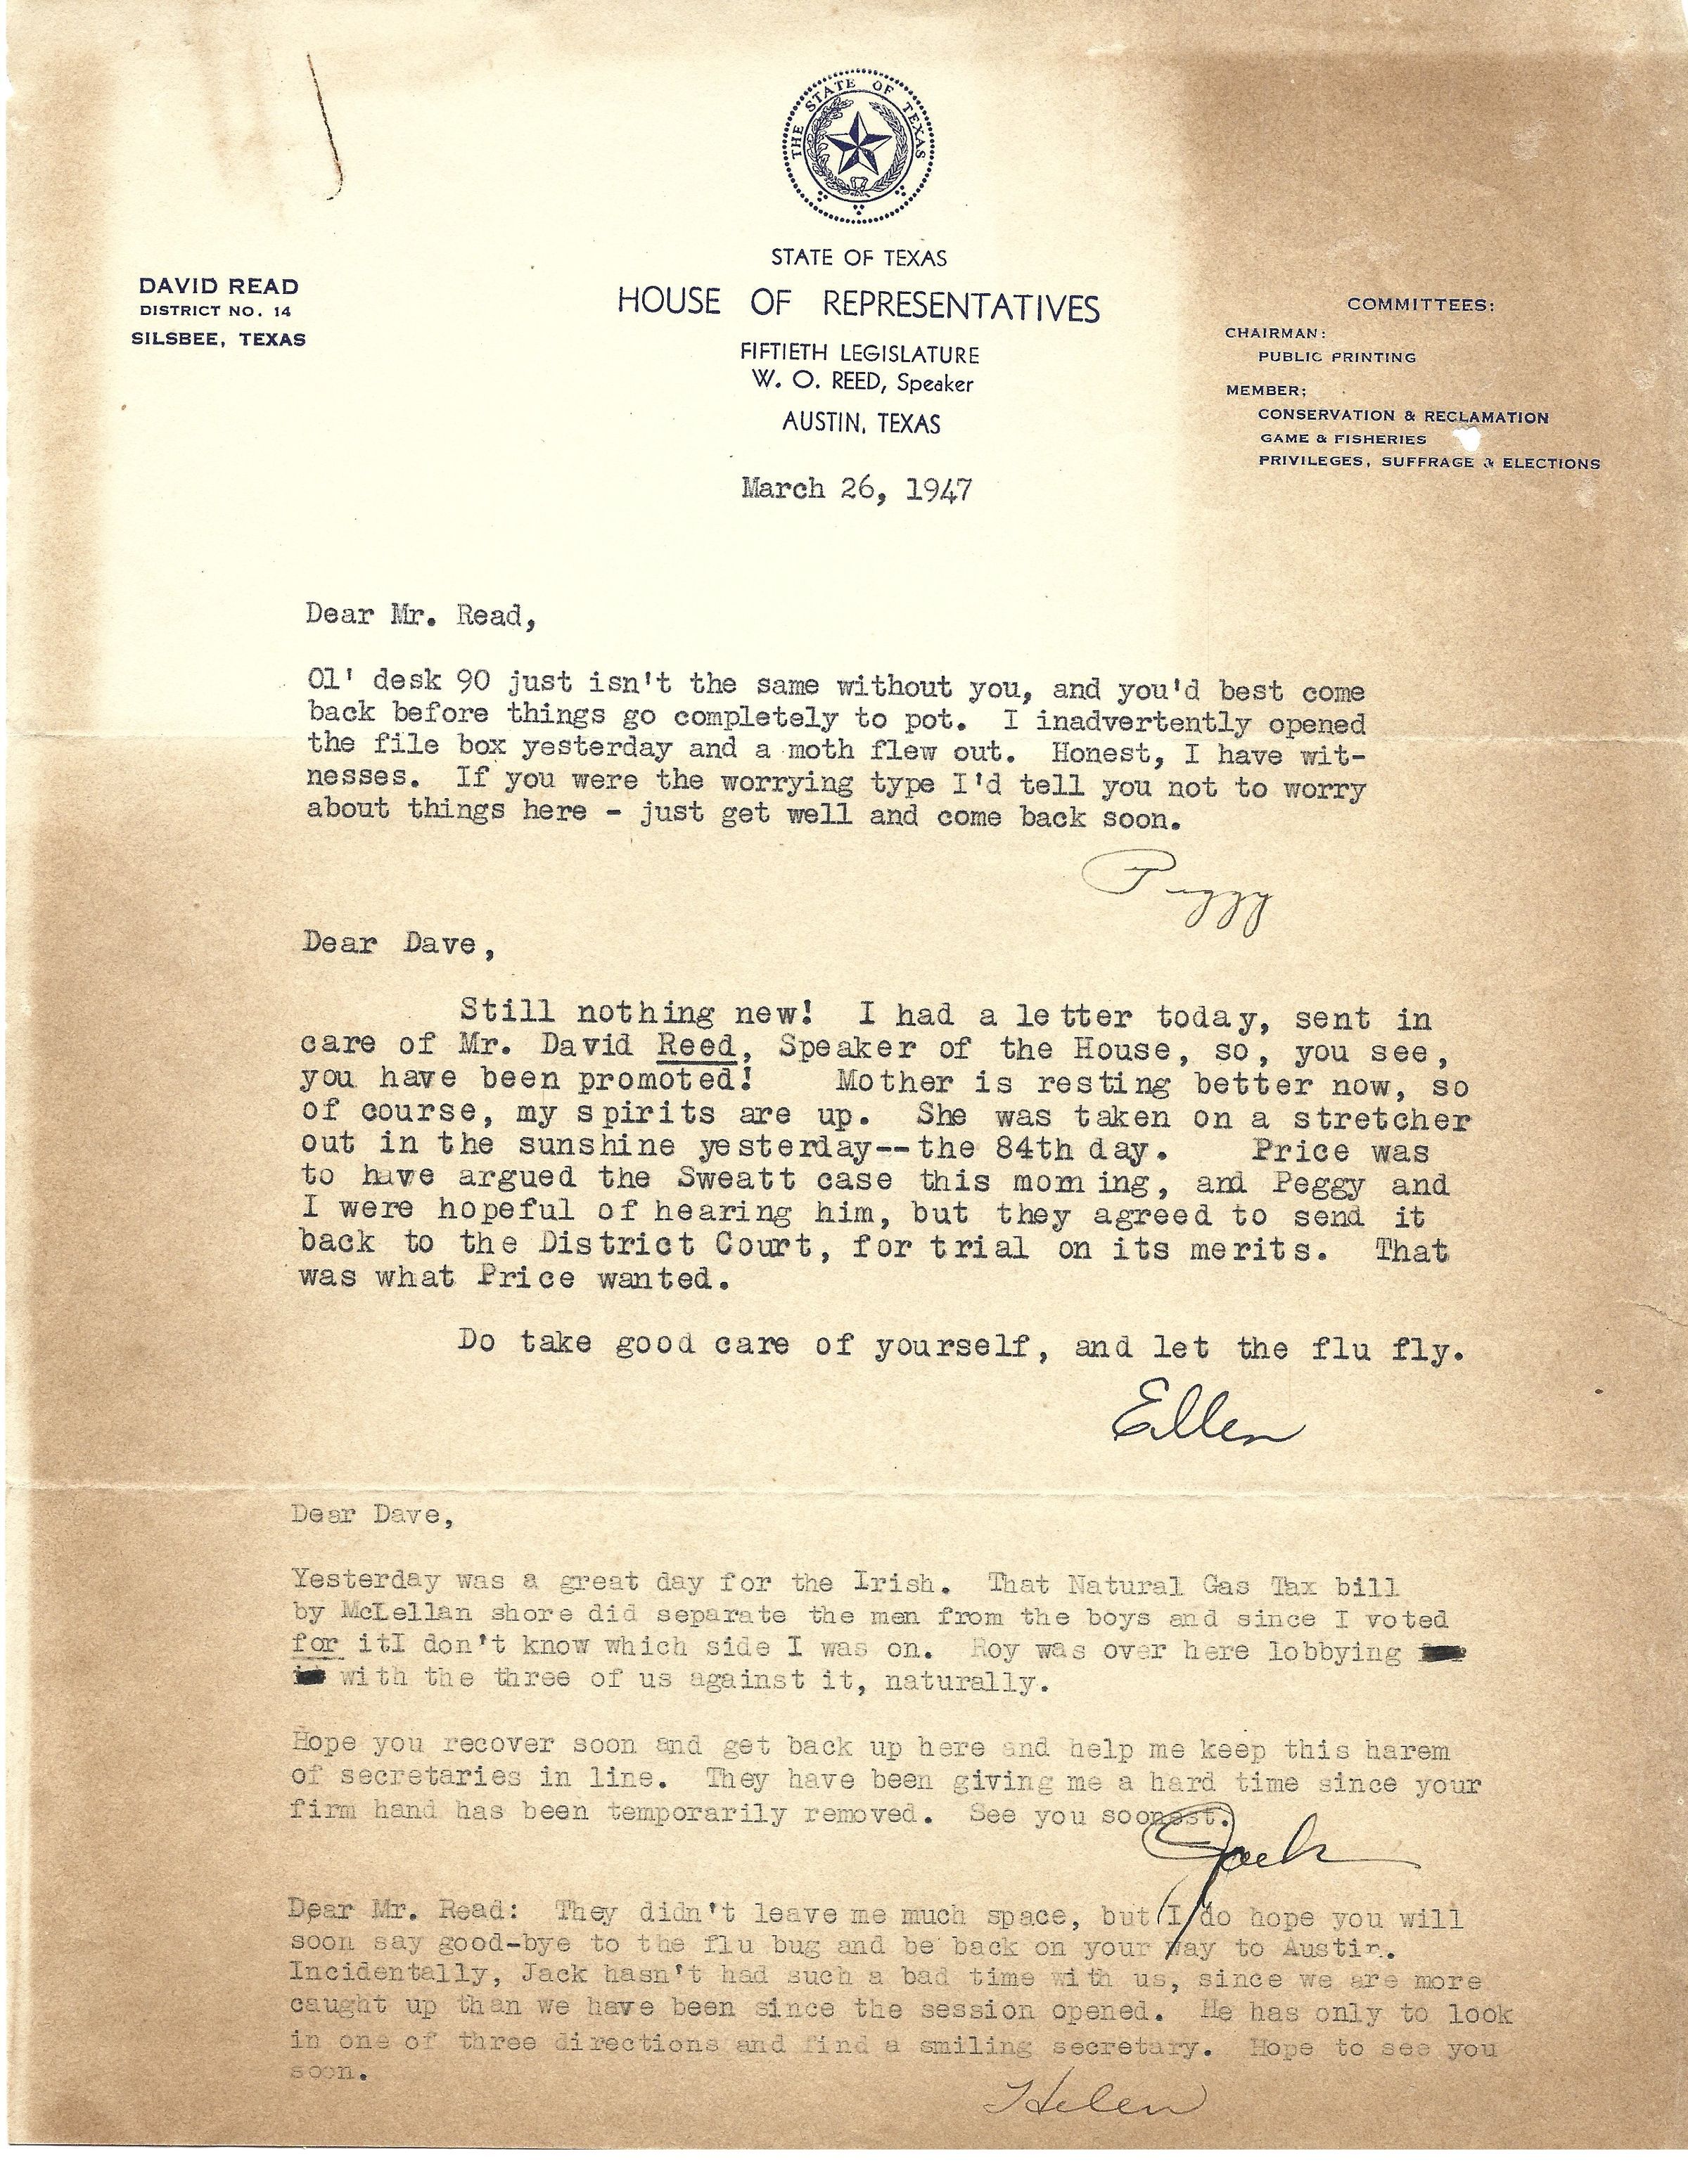 THE STATE OF TEXAS
STATE OF TEXAS
HOUSE OF REPRESENTATIVES
FIFTIETH LEGISLATURE
W. O. REED, Speaker
AUSTIN, TEXAS
DAVID READ
DISTRICT NO. 14
SILSBEE, TEXAS
COMMITTEES:
CHAIRMAN:
PUBLIC PRINTING
MEMBER;
CONSERVATION & RECLAMATION
GAME & FISHERIES
PRIVILEGES, SUFFRAGE & ELECTIONS
March 26, 1947
Dear Mr. Read,
Ol' desk 90 just isn't the same without you, and you'd best come
back before things go completely to pot. I inadvertently opened
the file box yesterday and a moth flew out. Honest, I have wit-
nesses. If you were the worrying type I'd tell you not to worry
about things here - just get well and come back soon.
Peggy
Dear Dave,
Still nothing new! I had a letter today, sent in
care of Mr. David Reed, Speaker of the House, so, you see,
you have been promoted! Mother is resting better now, so
of course, my spirits are up. She was taken on a stretcher
out in the sunshine yesterday--the 84th day. Price was
to have argued the Sweatt case this morning, and Peggy and
I were hopeful of hearing him, but they agreed to send it
back to the District Court, for trial on its merits. That
was what Price wanted.
Do take good care of yourself, and let the flu fly.
Ellen
Dear Dave,
Yesterday was a great day for the Irish. That Natural Gas Tax bill
by McLellan shore did separate the men from the boys and since I voted
for itI don't know which side I was on. Roy was over here lobbying
with the three of us against it, naturally.
Hope you recover soon and get back up here and help me keep this harem
of secretaries in line. They have been giving me a hard time since your
firm hand has been temporarily removed. See you soonest.
Jack
Dear Mr. Read: They didn't leave me much space, but I do hope you will
soon say good-bye to the flu bug and be back on your way to Austin.
Incidentally, Jack hasn't had such a bad time with us, since we are more
caught up than we have been since the session opened. He has only to look
in one of three directions and find a smiling secretary. Hope to see you
soon.
Helen